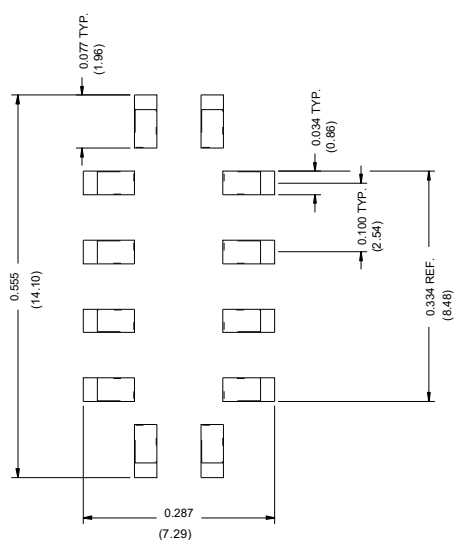 0.077 TYP.
(1.96)
0.034 TYP.
(0.86)
0.100 TYP.
(2.54)
0.555
(14.10)
0.334 REF.
(8.48)
0.287
(7.29)